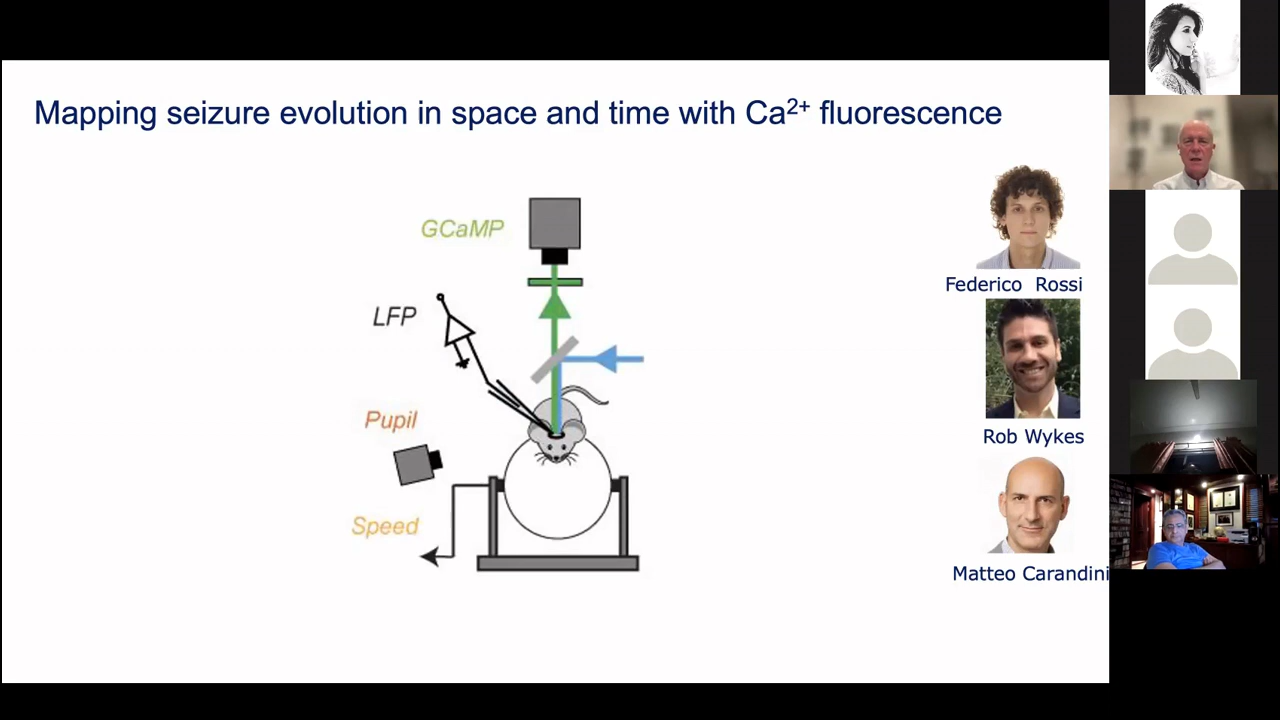 Mapping seizure evolution in space and time with Ca2+ fluorescence
GCaMP
LFP
Pupil
Speed
Federico Rossi
Rob Wykes
Matteo Carandini